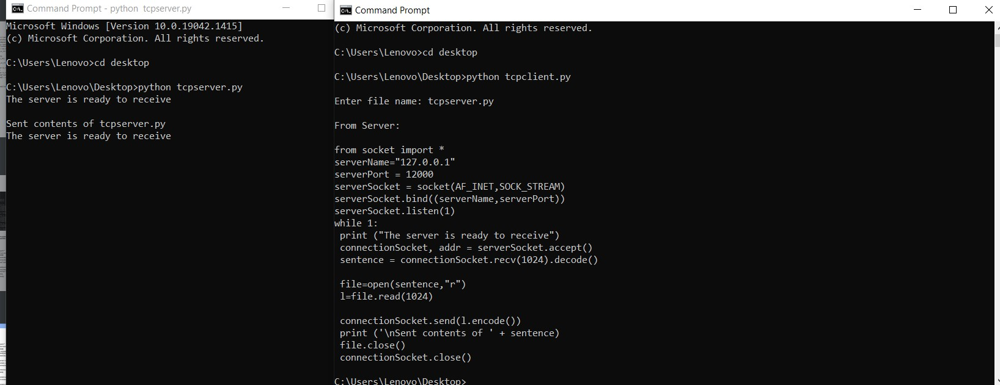 Command Prompt - python  tcpserver.py
Microsoft Windows [Version 10.0.19042.1415]
(c) Microsoft Corporation. All rights reserved.
C:\Users\Lenovo>cd desktop
C:\Users\Lenovo\Desktop>python tcpserver.py
The server is ready to receive
Sent contents of tcpserver.py
The server is ready to receive
Command Prompt
(c) Microsoft Corporation. All rights reserved.
C:\Users\Lenovo>cd desktop
C:\Users\Lenovo\Desktop>python tcpclient.py
Enter file name: tcpserver.py
From Server:
from socket import *
serverName="127.0.0.1"
serverPort = 12000
serverSocket = socket(AF_INET,SOCK_STREAM)
serverSocket.bind((serverName,serverPort))
serverSocket.listen(1)
while 1:
 print ("The server is ready to receive")
 connectionSocket, addr = serverSocket.accept()
 sentence = connectionSocket.recv(1024).decode()
 file=open(sentence,"r")
 l=file.read(1024)
 connectionSocket.send(l.encode())
 print ('\nSent contents of ' + sentence)
 file.close()
 connectionSocket.close()
C:\Users\Lenovo\Desktop>